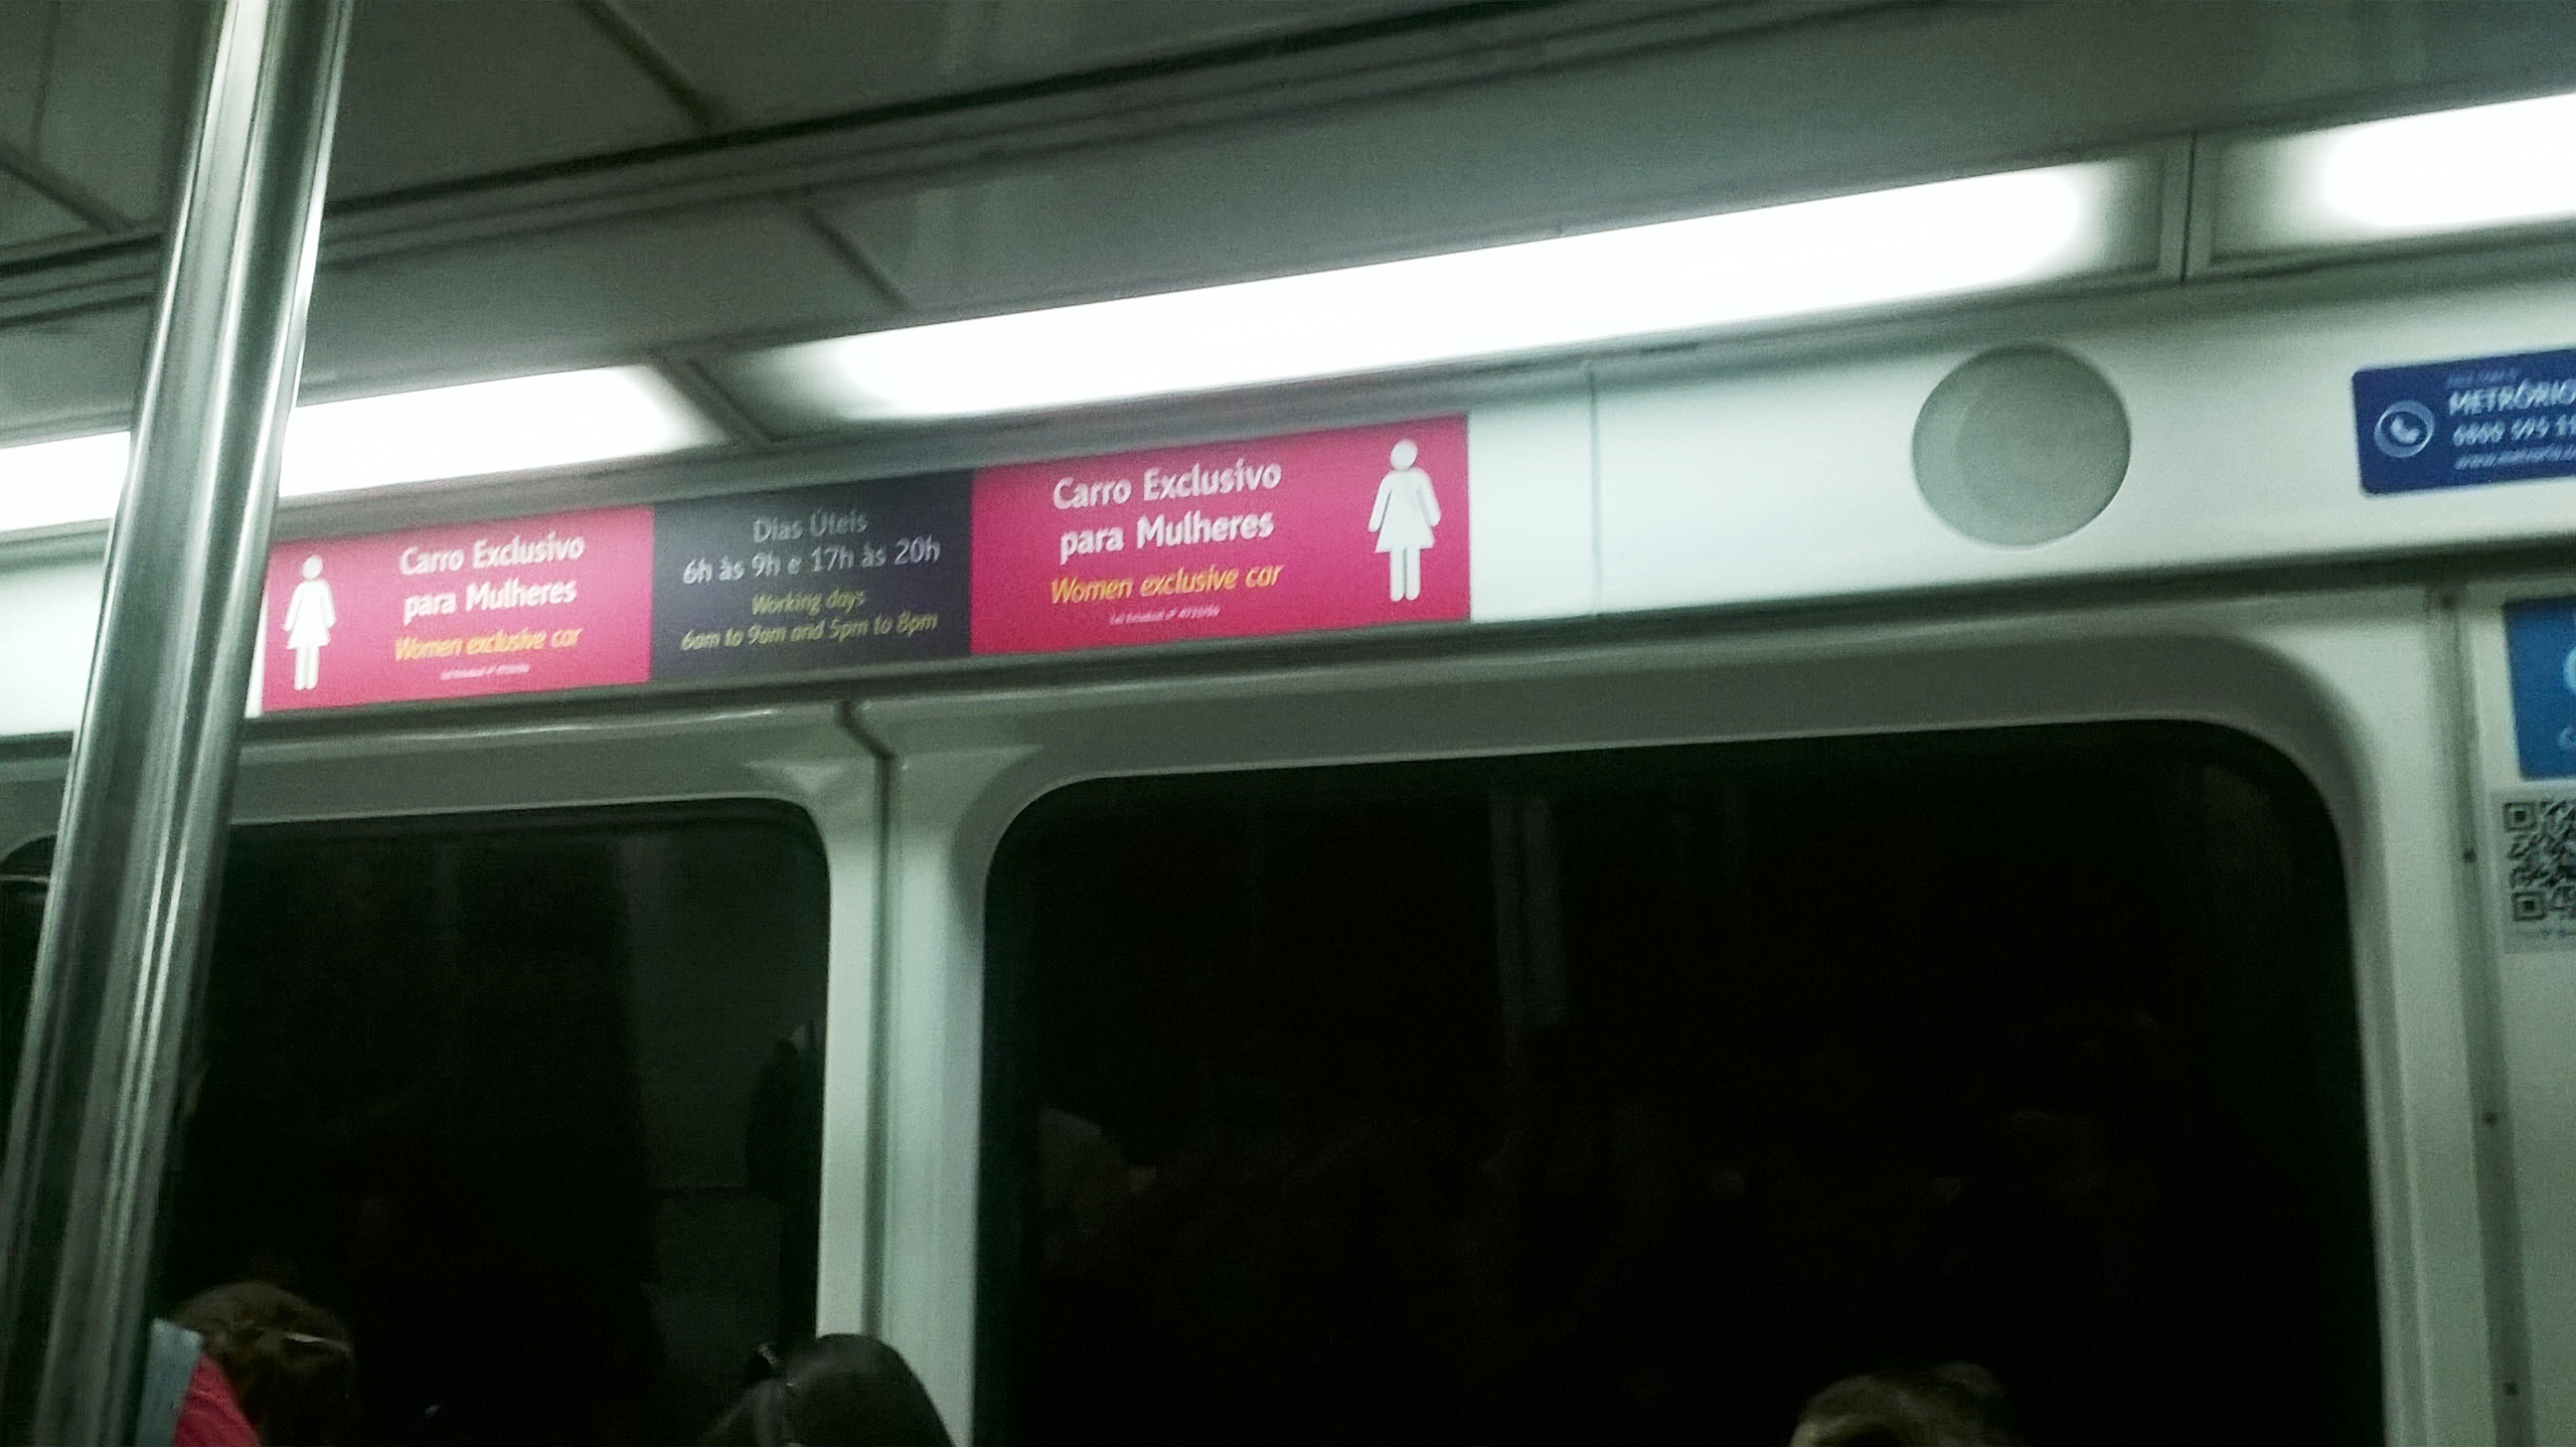 Carro Exclusivo
para Mulheres
Women exclusive car
Dias Úteis
6h às 9h e 17h às 20h
Working days
6am to 9am and 5pm to 8pm
Carro Exclusivo
para Mulheres
Women exclusive car
METRÔRIO